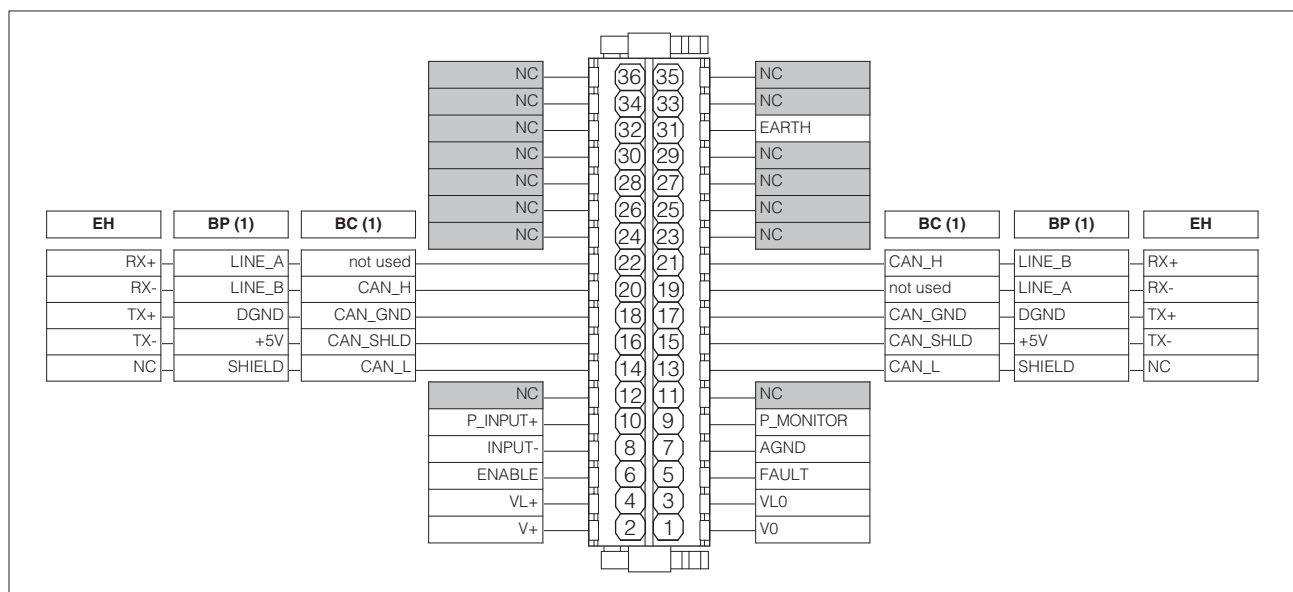 NC 36 35 NC
NC 34 33 NC
NC 32 31 EARTH
NC 30 29 NC
NC 28 27 NC
NC 26 25 NC
EH BP (1) BC (1) NC 24 23 NC BC (1) BP (1) EH
RX+ LINE_A not used 22 21 CAN_H LINE_B RX+
RX- LINE_B CAN_H 20 19 not used LINE_A RX-
TX+ DGND CAN_GND 18 17 CAN_GND DGND TX+
TX- +5V CAN_SHLD 16 15 CAN_SHLD +5V TX-
NC SHIELD CAN_L 14 13 CAN_L SHIELD NC
NC 12 11 NC
P_INPUT+ 10 9 P_MONITOR
INPUT- 8 7 AGND
ENABLE 6 5 FAULT
VL+ 4 3 VL0
V+ 2 1 V0